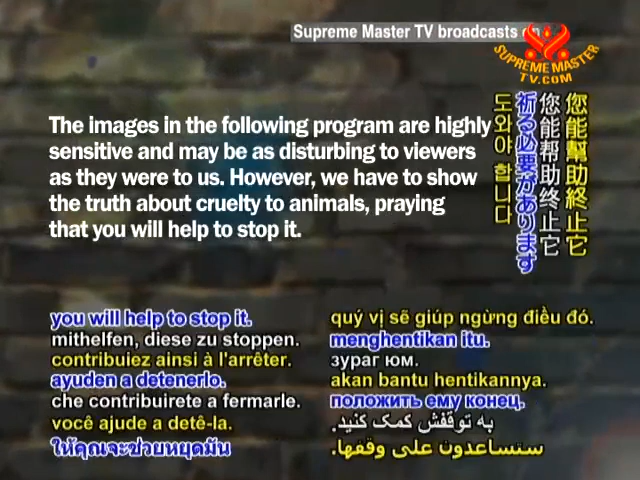 Supreme Master TV broadcasts on
SUPREME MASTER
TV.COM
The images in the following program are highly
sensitive and may be as disturbing to viewers
as they were to us. However, we have to show
the truth about cruelty to animals, praying
that you will help to stop it.
您能幫助終止它
您能帮助终止它
祈る必要があります
도와야 합니다
you will help to stop it.
mithelfen, diese zu stoppen.
contribuiez ainsi à l'arrêter.
ayuden a detenerlo.
che contribuirete a fermarle.
você ajude a detê-la.
ให้คุณจะช่วยหยุดมัน
quý vị sẽ giúp ngừng điều đó.
menghentikan itu.
зураг юм.
akan bantu hentikannya.
положить ему конец.
به توقفش کمک کنید.
ستساعدون على وقفها.